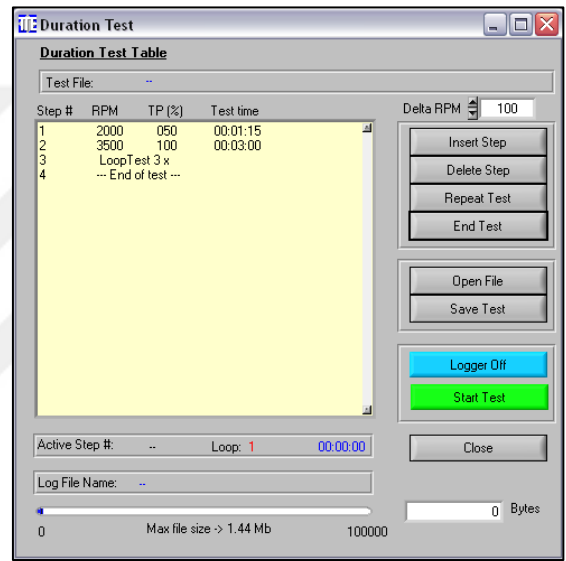 Duration Test
Duration Test Table
Test File: --
Step # RPM TP (%) Test time
Delta RPM 100
1 2000 050 00:01:15
2 3500 100 00:03:00
3 LoopTest 3 x
4 --- End of test ---
Insert Step
Delete Step
Repeat Test
End Test
Open File
Save Test
Logger Off
Start Test
Active Step #: -- Loop: 1 00:00:00
Close
Log File Name: --
0 Bytes
0 Max file size -> 1.44 Mb 100000